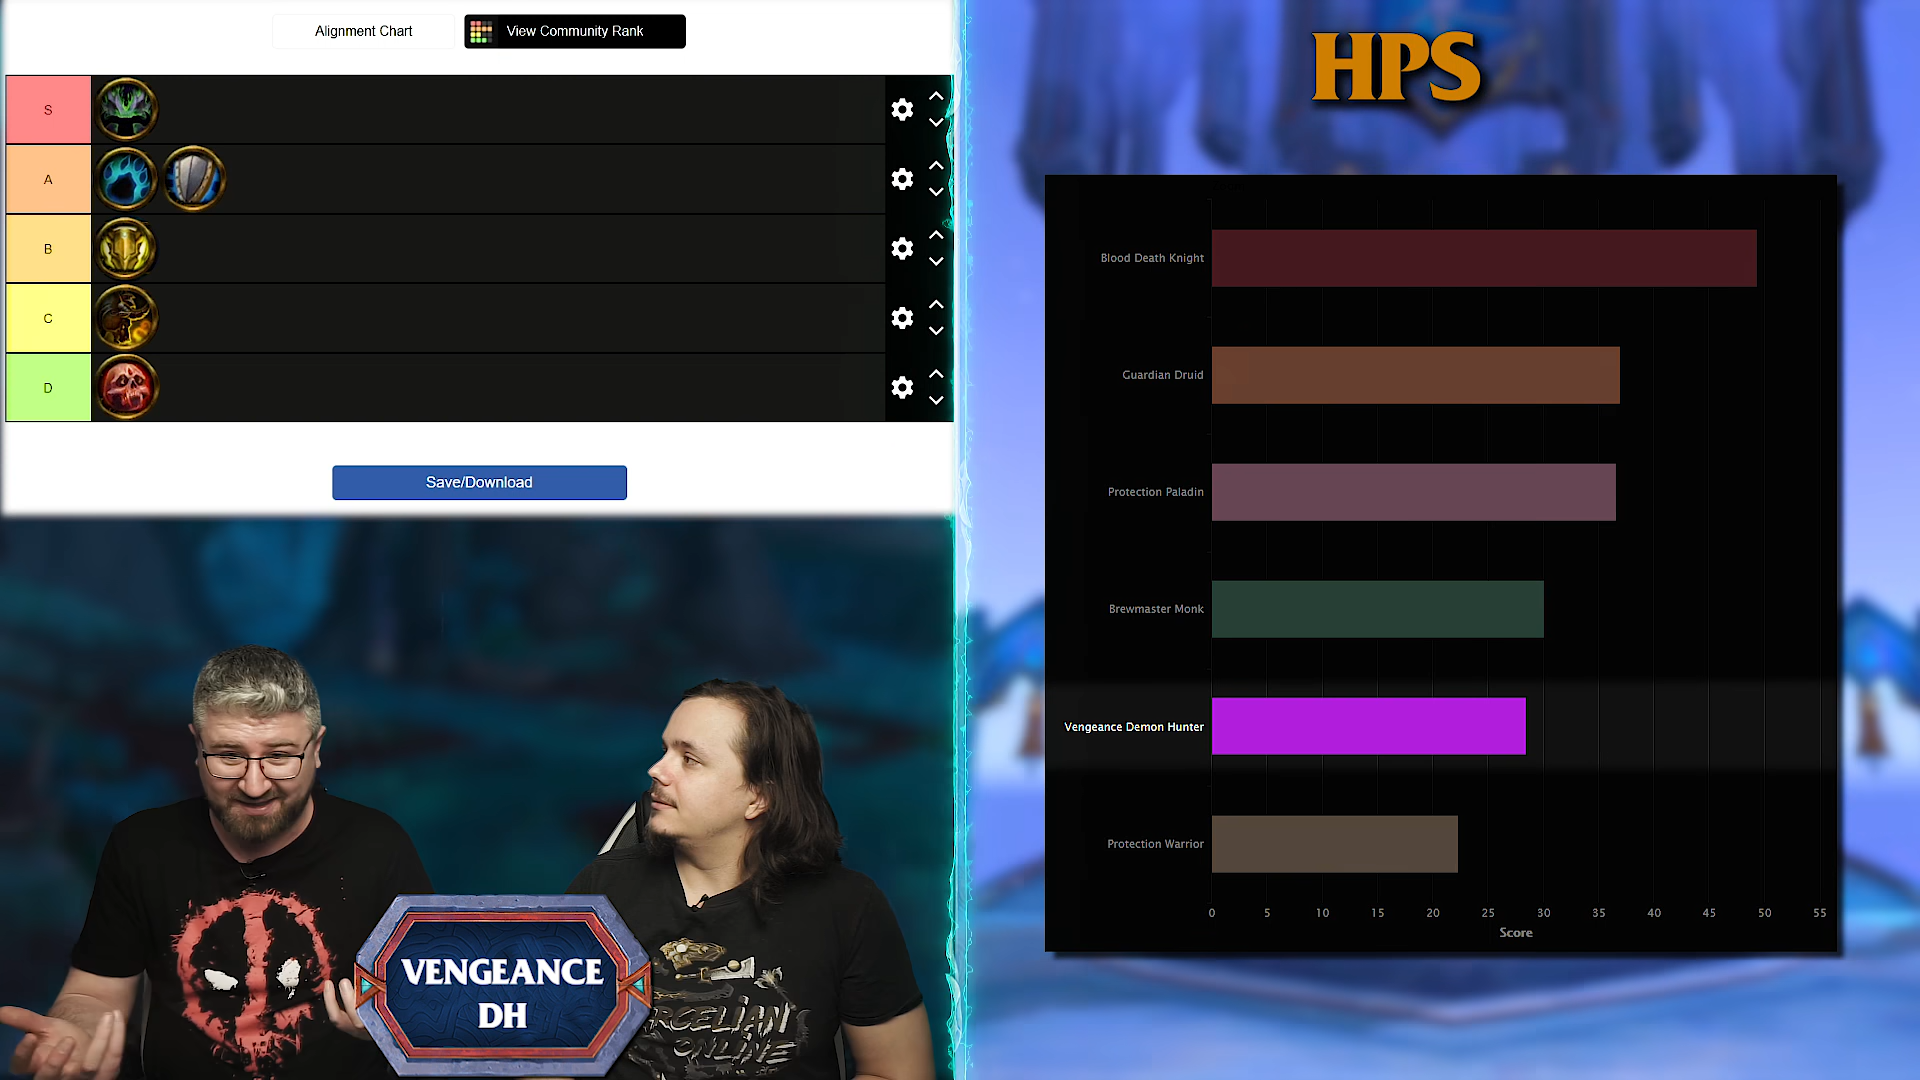 Alignment Chart
View Community Rank
S
A
B
C
D
Save/Download
HPS
Blood Death Knight
Guardian Druid
Protection Paladin
Brewmaster Monk
Vengeance Demon Hunter
Protection Warrior
0 5 10 15 20 25 30 35 40 45 50 55
Score
VENGEANCE
DH
ONLINE